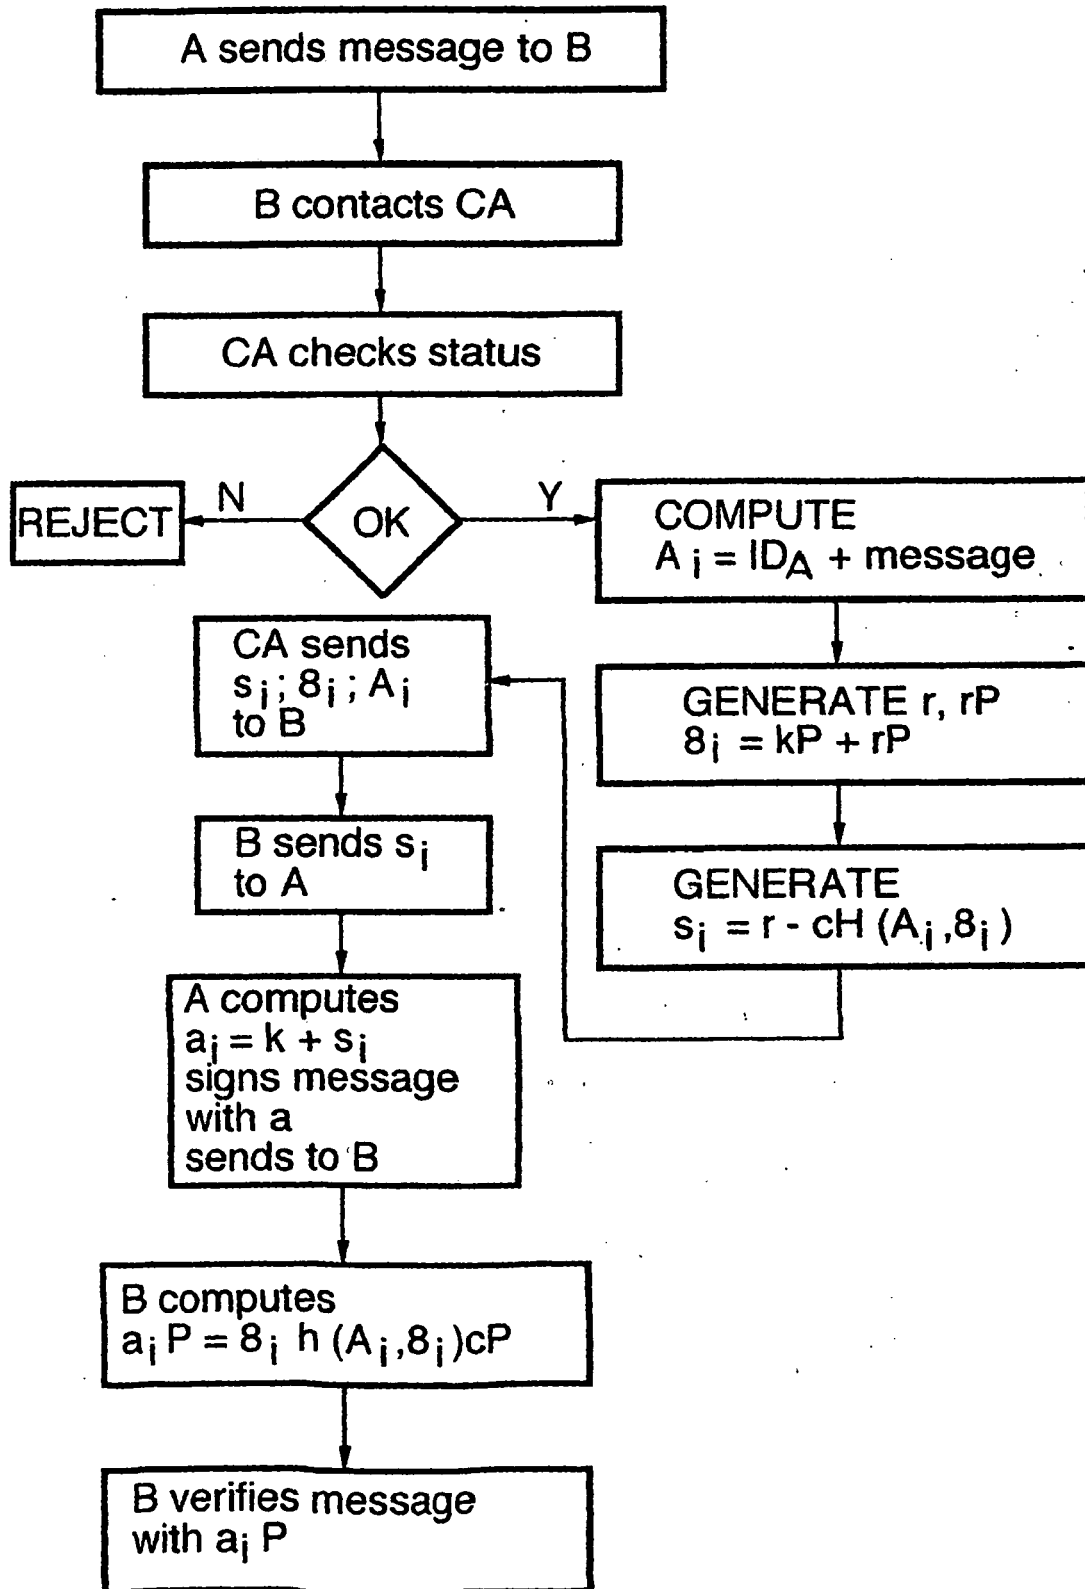 A sends message to B
B contacts CA
CA checks status
OK
N
REJECT
Y
COMPUTE
A i = ID A + message
GENERATE r, rP
8 i = kP + rP
GENERATE
s i = r - cH (A i ,8 i )
CA sends
s i ; 8 i ; A i
to B
B sends s i
to A
A computes
a i = k + s i
signs message
with a
sends to B
B computes
a i P = 8 i h (A i ,8 i )cP
B verifies message
with a i P